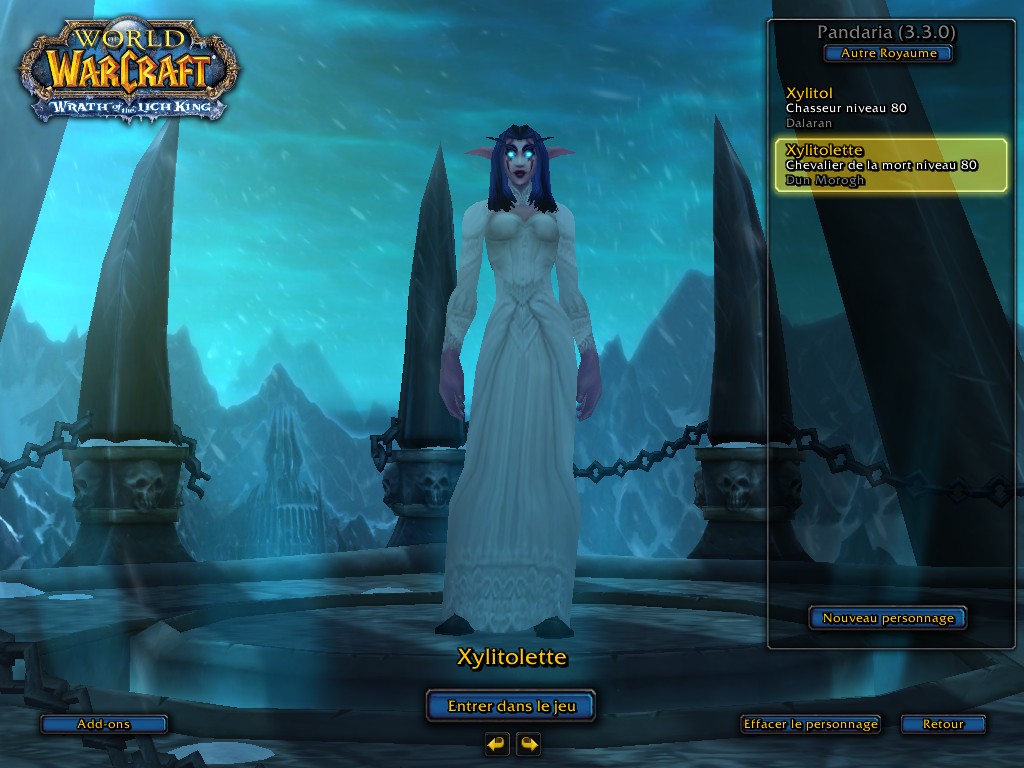 WORLD
OF
WARCRAFT
WRATH of the LICH KING
Pandaria (3.3.0)
Autre Royaume
Xylitol
Chasseur niveau 80
Dalaran
Xylitolette
Chevalier de la mort niveau 80
Dun Morogh
Nouveau personnage
Xylitolette
Entrer dans le jeu
Add-ons
Effacer le personnage
Retour